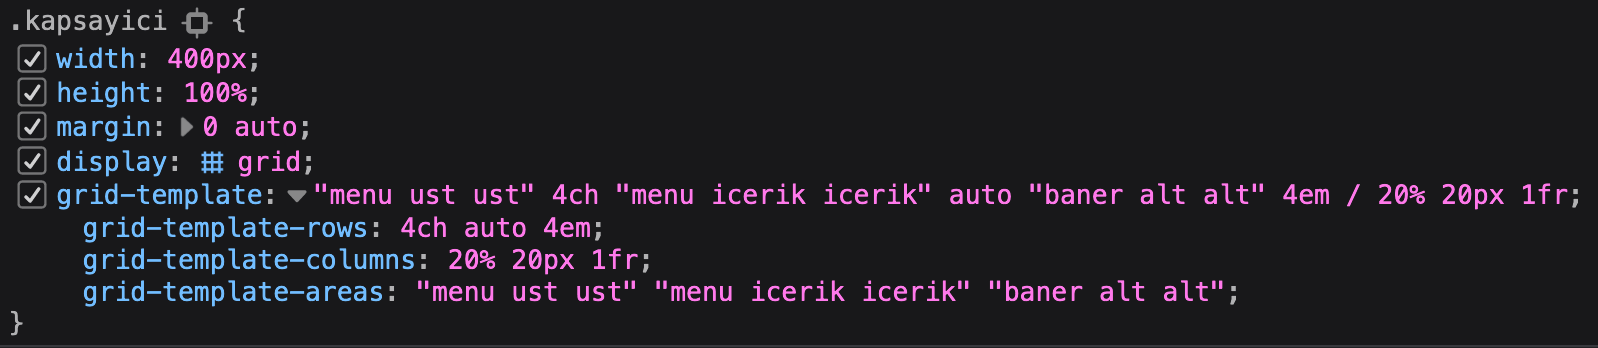 .kapsayici {
width: 400px;
height: 100%;
margin: 0 auto;
display: grid;
grid-template: "menu ust ust" 4ch "menu icerik icerik" auto "baner alt alt" 4em / 20% 20px 1fr;
grid-template-rows: 4ch auto 4em;
grid-template-columns: 20% 20px 1fr;
grid-template-areas: "menu ust ust" "menu icerik icerik" "baner alt alt";
}